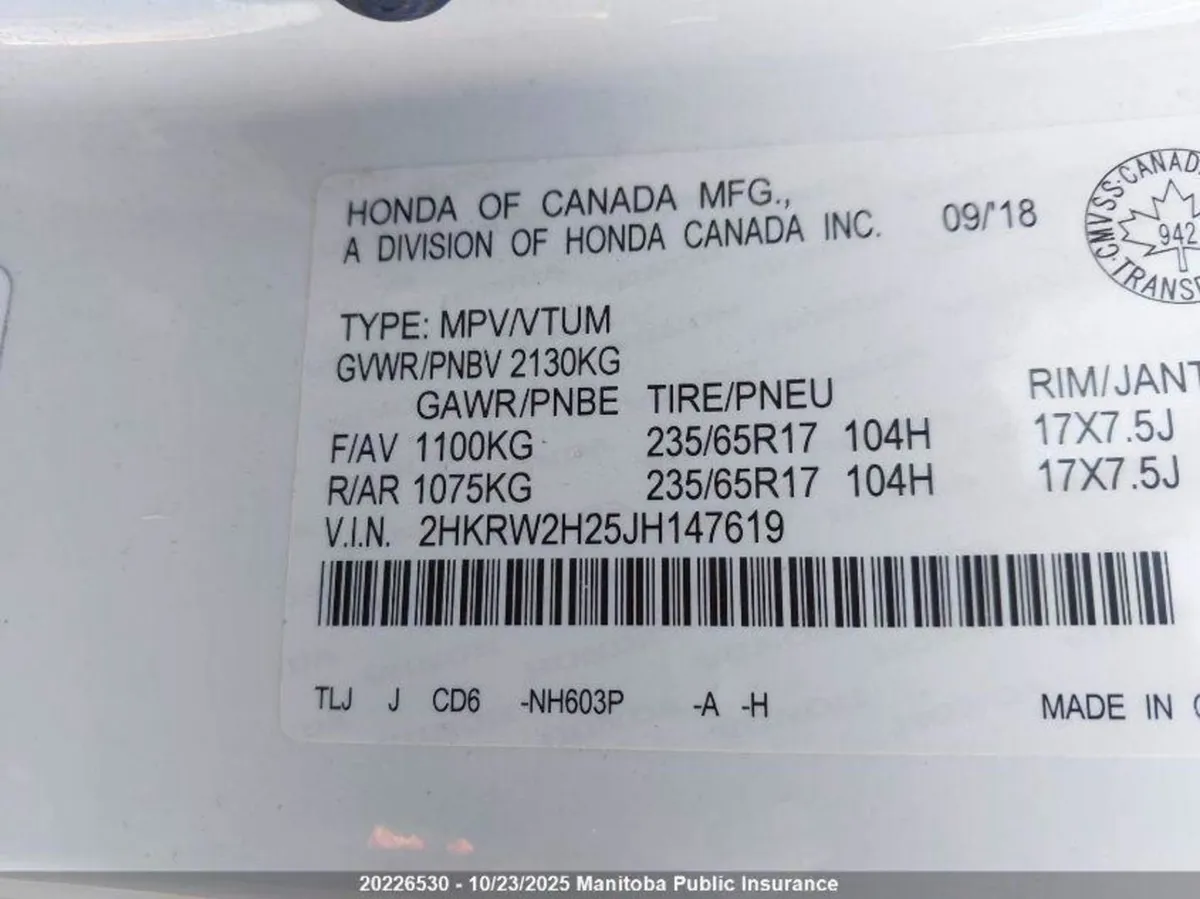 HONDA OF CANADA MFG.,
A DIVISION OF HONDA CANADA INC. 09/'18
CMVSS·CANADA
942
TYPE: MPV/VTUM
GVWR/PNBV 2130KG
GAWR/PNBE TIRE/PNEU RIM/JANT
F/AV 1100KG 235/65R17 104H 17X7.5J
R/AR 1075KG 235/65R17 104H 17X7.5J
V.I.N. 2HKRW2H25JH147619
TLJ J CD6 -NH603P -A -H MADE IN
20226530 - 10/23/2025 Manitoba Public Insurance